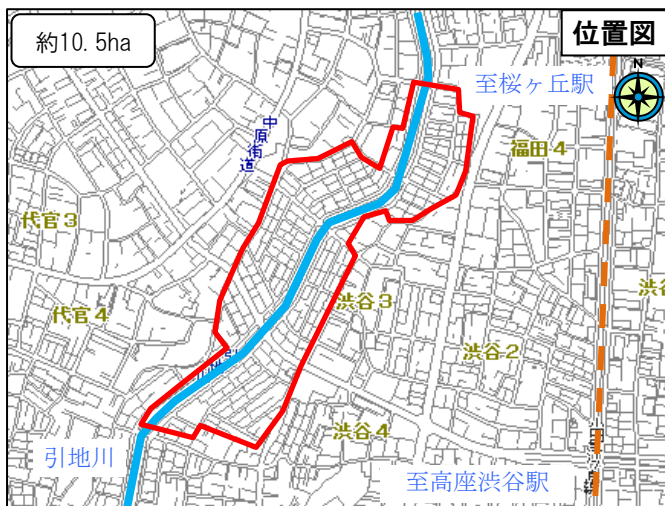 約10.5ha
位置図
N
至桜ヶ丘駅
中原街道
福田4
代官3
代官4
渋谷3
渋谷2
渋谷4
引地川
至高座渋谷駅